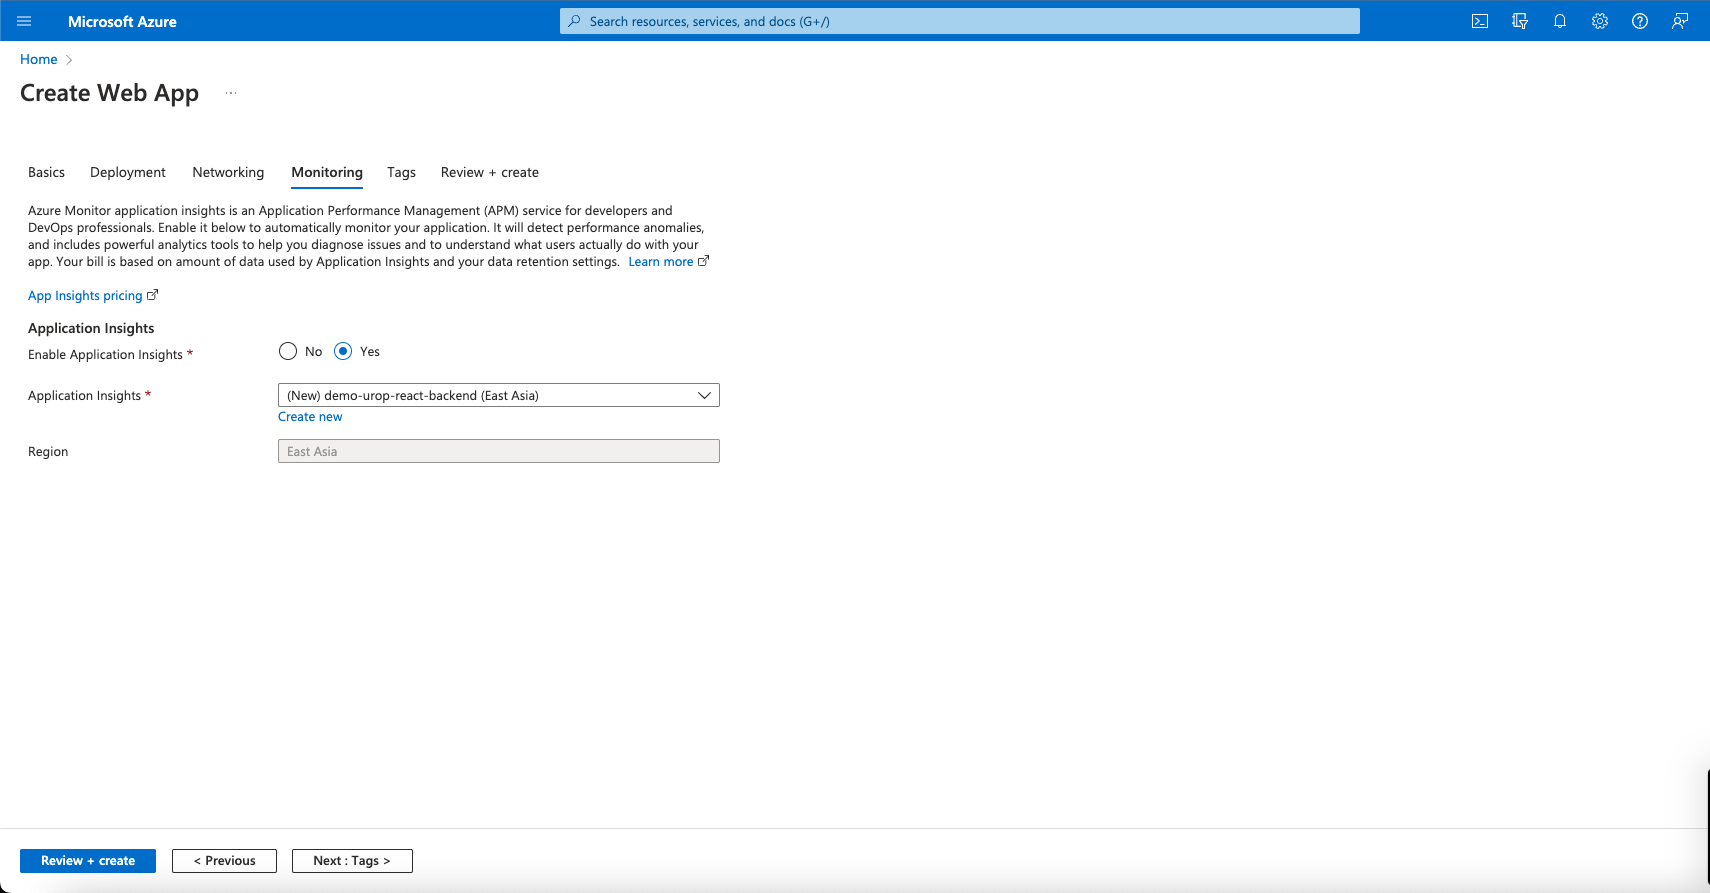 Microsoft Azure
Search resources, services, and docs (G+/)
Home
Create Web App
...
Basics Deployment Networking Monitoring Tags Review + create
Azure Monitor application insights is an Application Performance Management (APM) service for developers and
DevOps professionals. Enable it below to automatically monitor your application. It will detect performance anomalies,
and includes powerful analytics tools to help you diagnose issues and to understand what users actually do with your
app. Your bill is based on amount of data used by Application Insights and your data retention settings. Learn more
App Insights pricing
Application Insights
Enable Application Insights * No Yes
Application Insights * (New) demo-urop-react-backend (East Asia)
Create new
Region East Asia
Review + create < Previous Next : Tags >